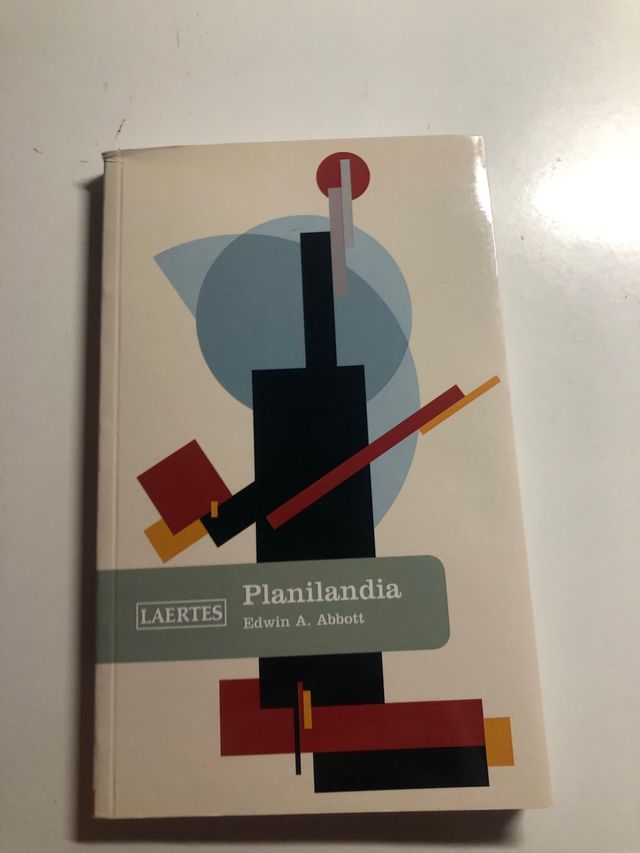 LAERTES
Planilandia
Edwin A. Abbott